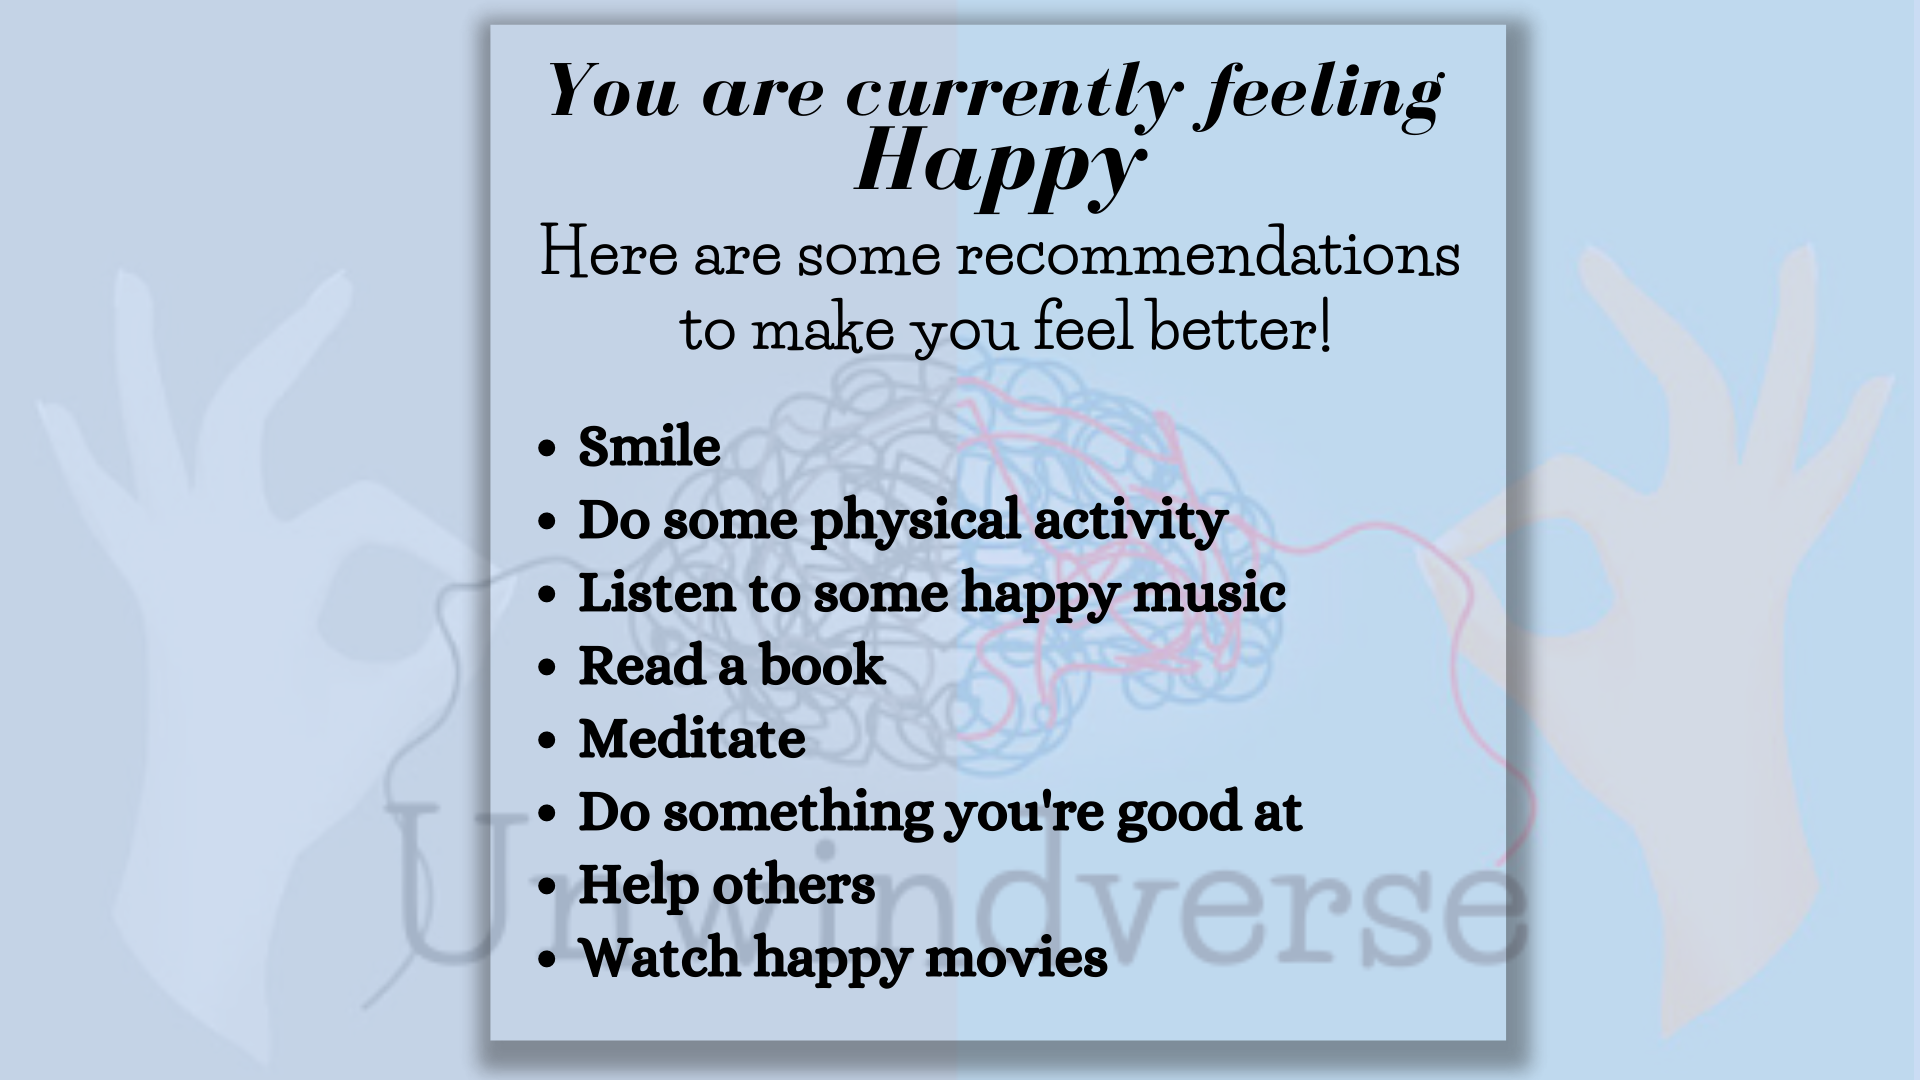 You are currently feeling
Happy
Here are some recommendations
to make you feel better!
• Smile
• Do some physical activity
• Listen to some happy music
• Read a book
• Meditate
• Do something you're good at
• Help others
• Watch happy movies
Unwindverse